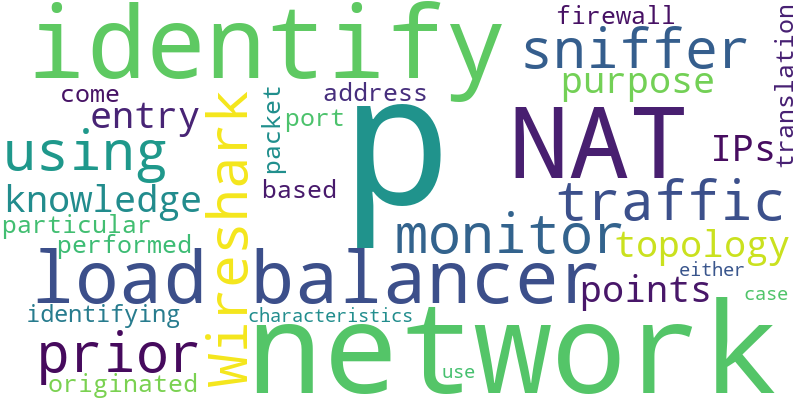 identify
firewall
translation
sniffer
purpose
come
address
packet
entry
port
p
NAT
Wireshark
using
IPs
based
knowledge
traffic
particular
monitor
performed
topology
load balancer
either
points
case
identifying
characteristics
network
prior
use
originated